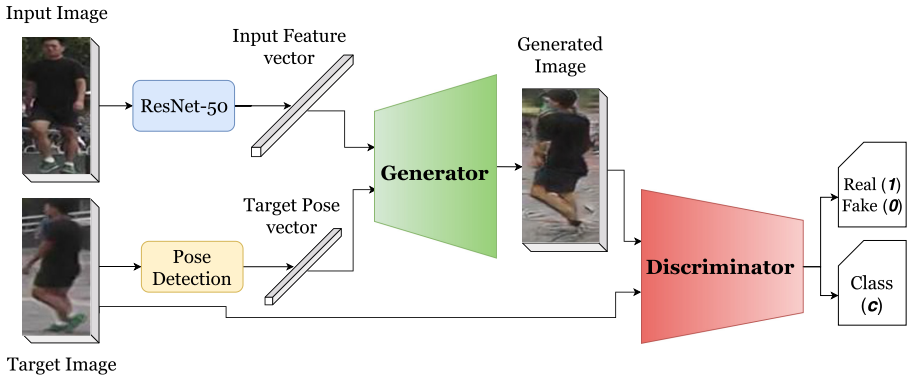 Input Image
Input Feature
vector
Generated
Image
ResNet-50
Generator
Real (1)
Fake (0)
Target Pose
vector
Pose
Detection
Discriminator
Class
(c)
Target Image